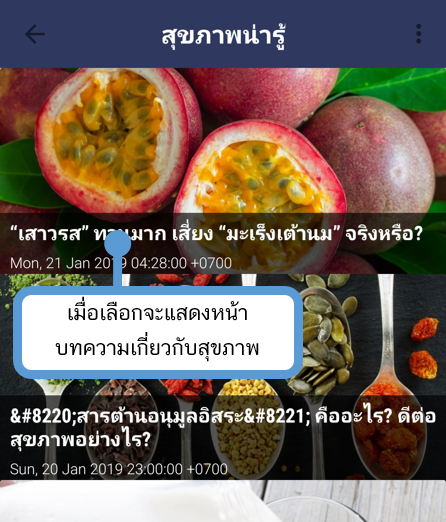 สุขภาพน่ารู้
“เสาวรส” ทานมาก เสี่ยง “มะเร็งเต้านม” จริงหรือ?
Mon, 21 Jan 2019 04:28:00 +0700
เมื่อเลือกจะแสดงหน้า
บทความเกี่ยวกับสุขภาพ
&#8220;สารต้านอนุมูลอิสระ&#8221; คืออะไร? ดีต่อ
สุขภาพอย่างไร?
Sun, 20 Jan 2019 23:00:00 +0700